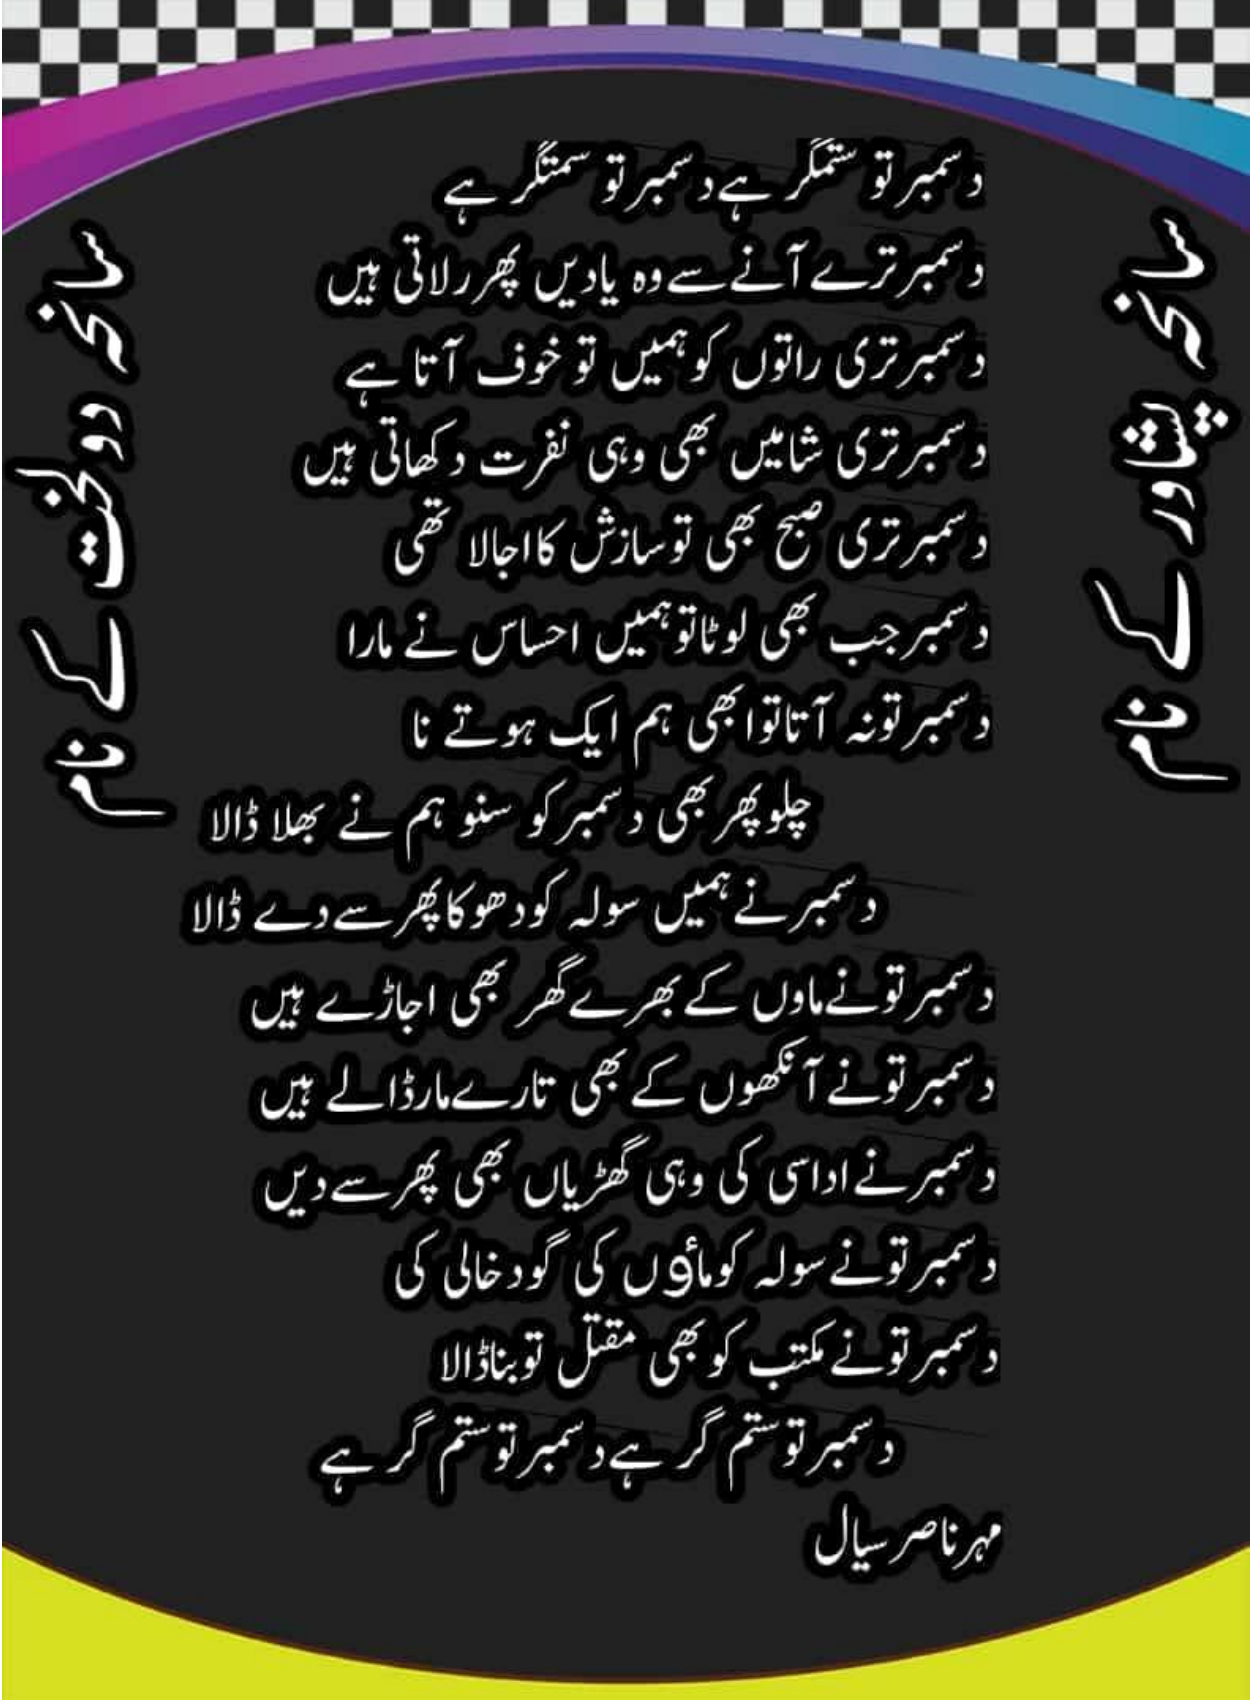 سانحہ پشاور کے نام
سانحہ دولخت کے نام
دسمبر تو ستمگر ہے دسمبر تو سمتگر ہے
دسمبر ترے آنے سے وہ یادیں پھر رلاتی ہیں
دسمبر تری راتوں کو ہمیں تو خوف آتا ہے
دسمبر تری شامیں بھی وہی نفرت دکھاتی ہیں
دسمبر تری صبح بھی تو سازش کا اجالا تھی
دسمبر جب بھی لوٹا تو ہمیں احساس نے مارا
دسمبر تو نہ آتا تو ابھی ہم ایک ہوتے نا
چلو پھر بھی دسمبر کو سنو ہم نے بھلا ڈالا
دسمبر نے ہمیں سولہ کو دھوکا پھر سے دے ڈالا
دسمبر تو نے ماوں کے بھرے گھر بھی اجاڑے ہیں
دسمبر تو نے آنکھوں کے بھی تارے مار ڈالے ہیں
دسمبر نے اداسی کی وہی گھڑیاں بھی پھر سے دیں
دسمبر تو نے سولہ کو ماؤں کی گود خالی کی
دسمبر تو نے مکتب کو بھی مقتل تو بنا ڈالا
دسمبر تو ستم گر ہے دسمبر تو ستم گر ہے
مہر ناصر سیال